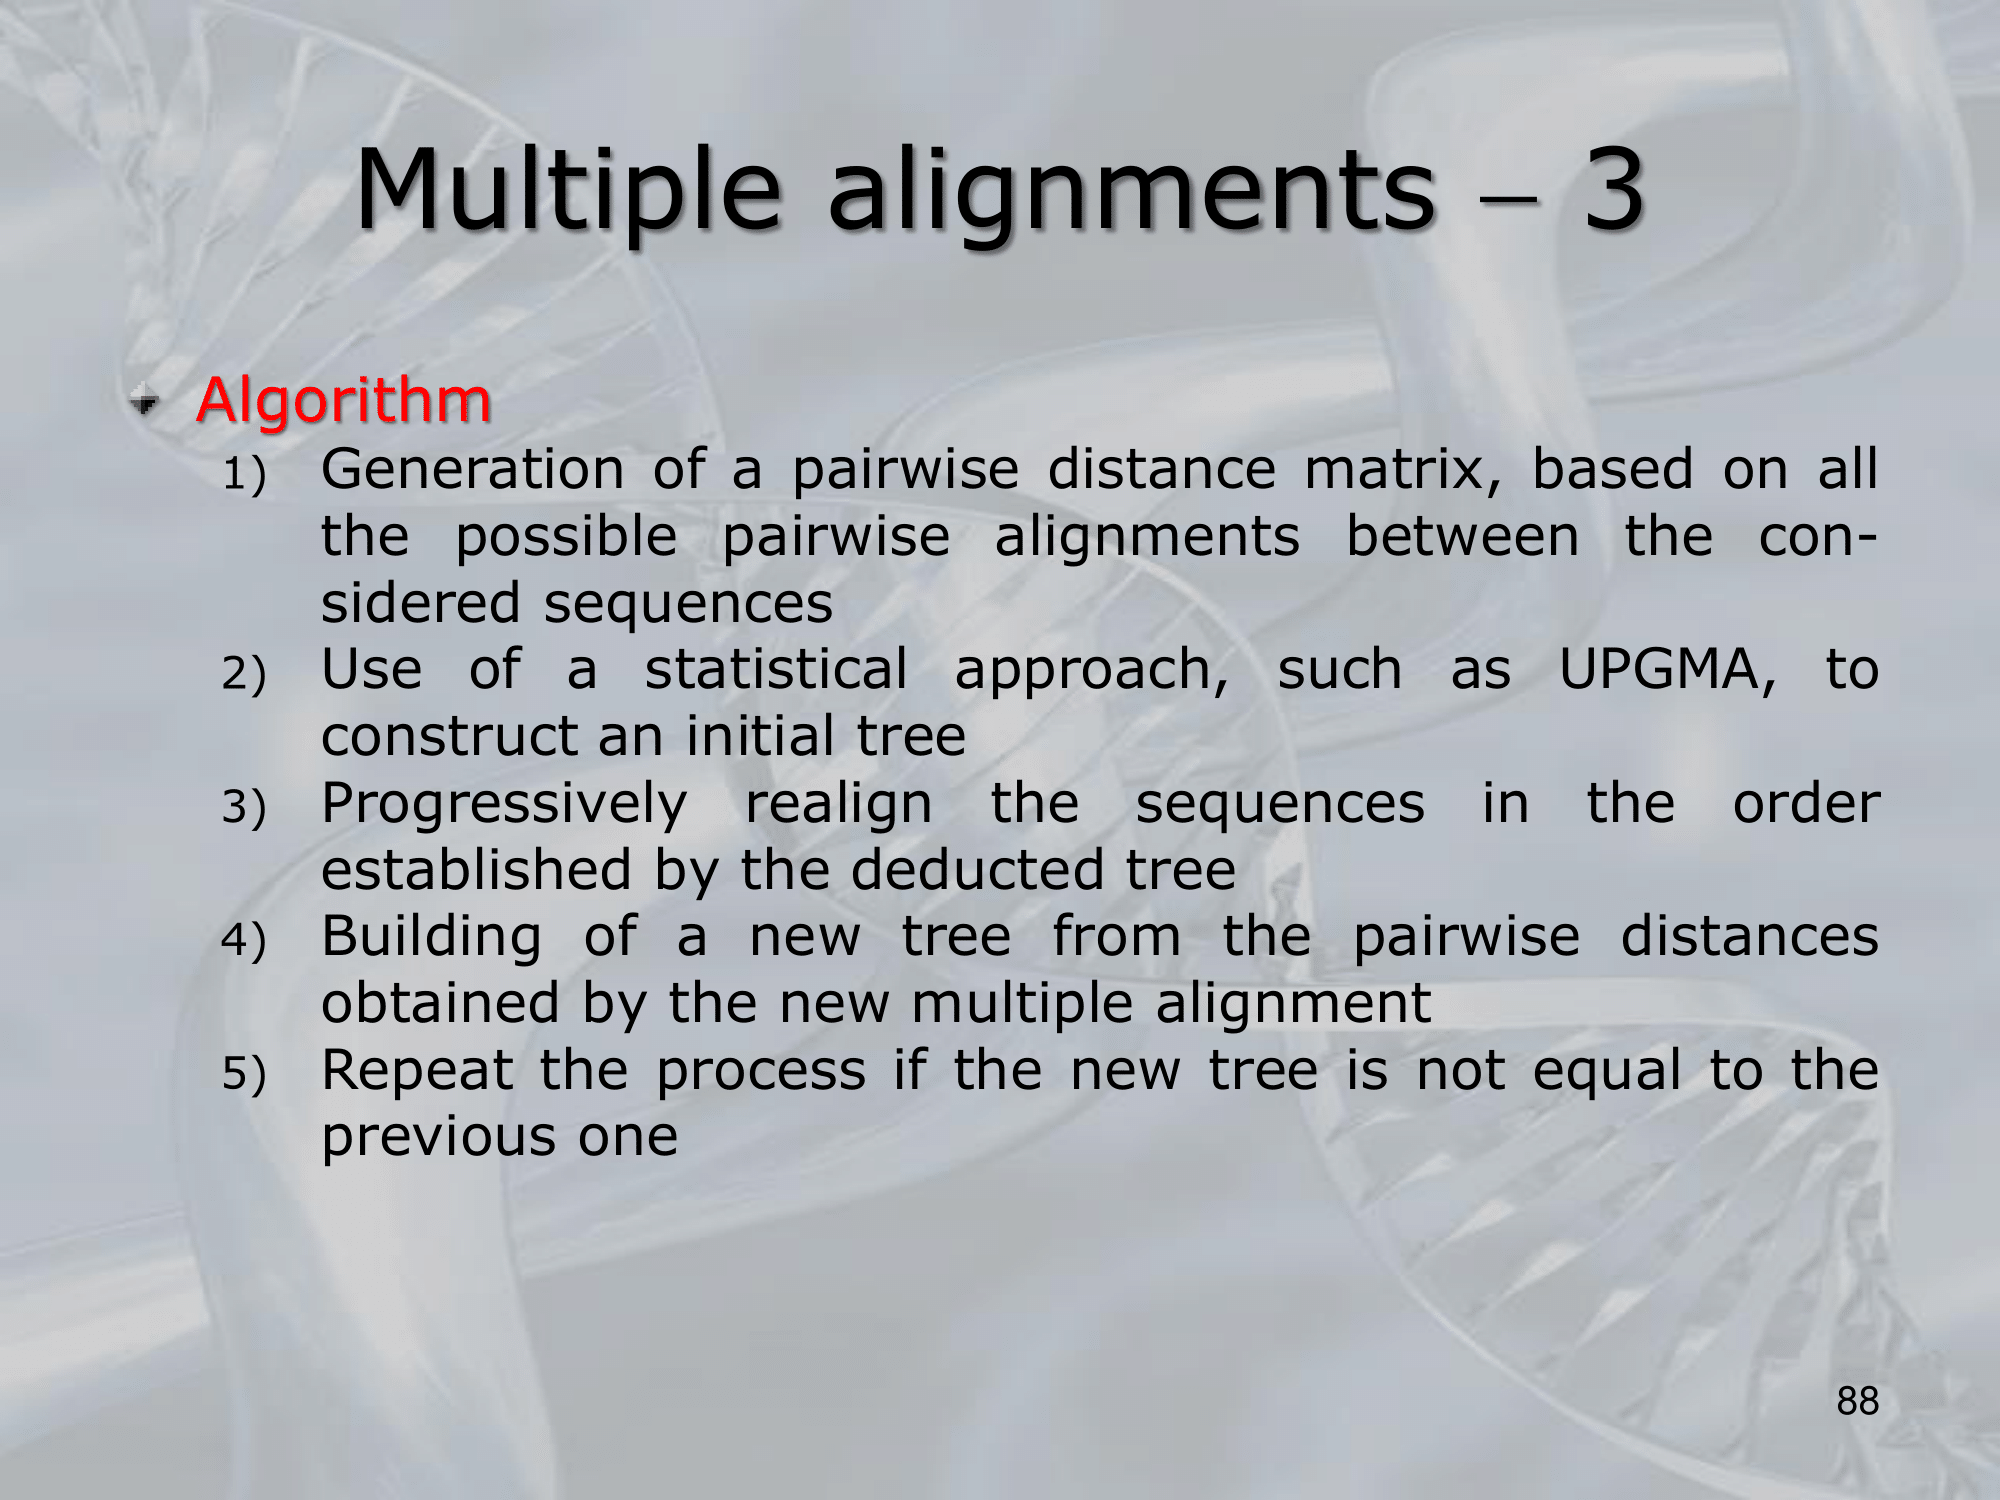 Multiple alignments – 3
Algorithm
1) Generation of a pairwise distance matrix, based on all
the possible pairwise alignments between the con-
sidered sequences
2) Use of a statistical approach, such as UPGMA, to
construct an initial tree
3) Progressively realign the sequences in the order
established by the deducted tree
4) Building of a new tree from the pairwise distances
obtained by the new multiple alignment
5) Repeat the process if the new tree is not equal to the
previous one
88